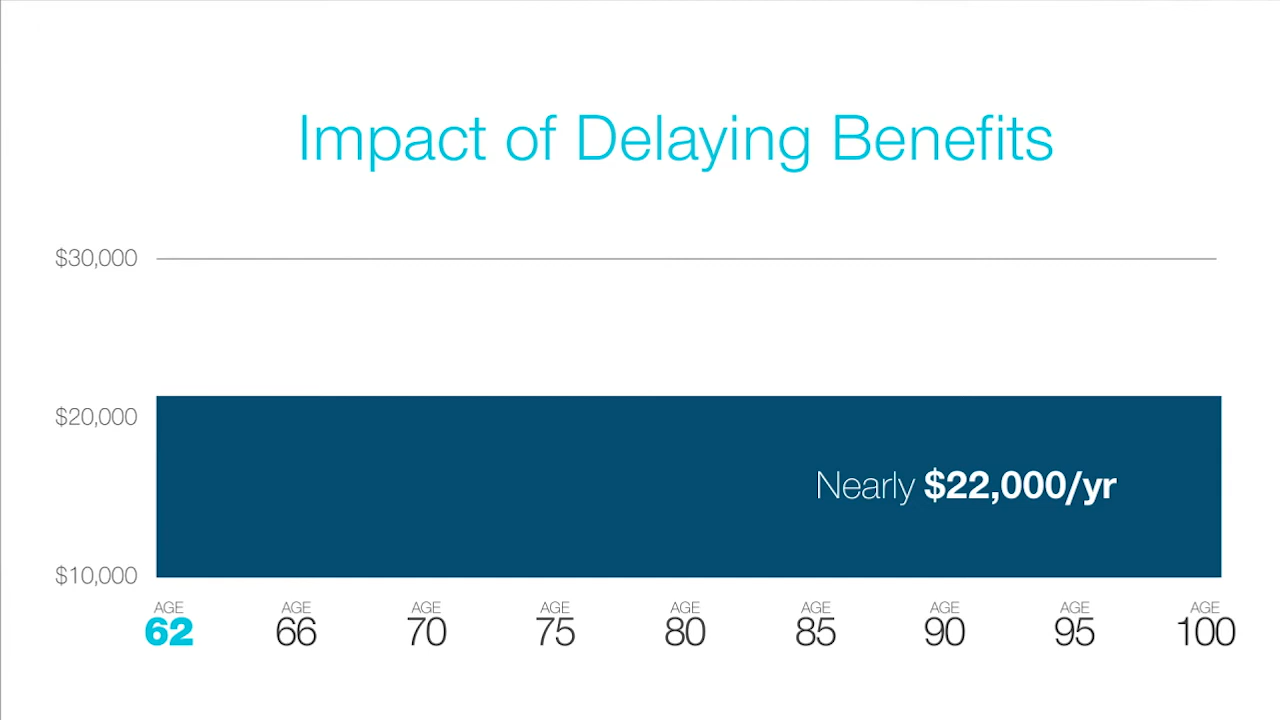 Impact of Delaying Benefits
$30,000
$20,000
Nearly $22,000/yr
$10,000
AGE AGE AGE AGE AGE AGE AGE AGE AGE
62 66 70 75 80 85 90 95 100